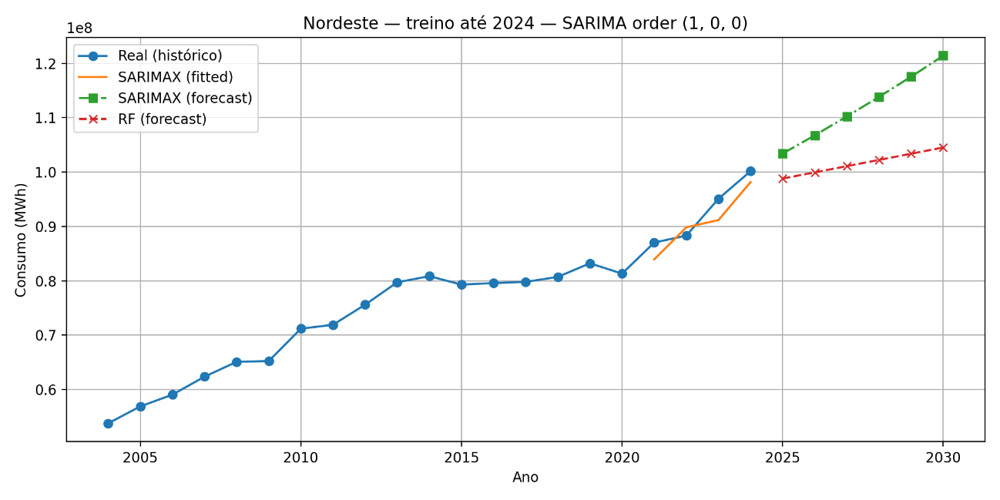 Nordeste — treino até 2024 — SARIMA order (1, 0, 0)
1e8
Real (histórico)
SARIMAX (fitted)
SARIMAX (forecast)
RF (forecast)
1.2
1.1
1.0
0.9
0.8
0.7
0.6
Consumo (MWh)
2005 2010 2015 2020 2025 2030
Ano